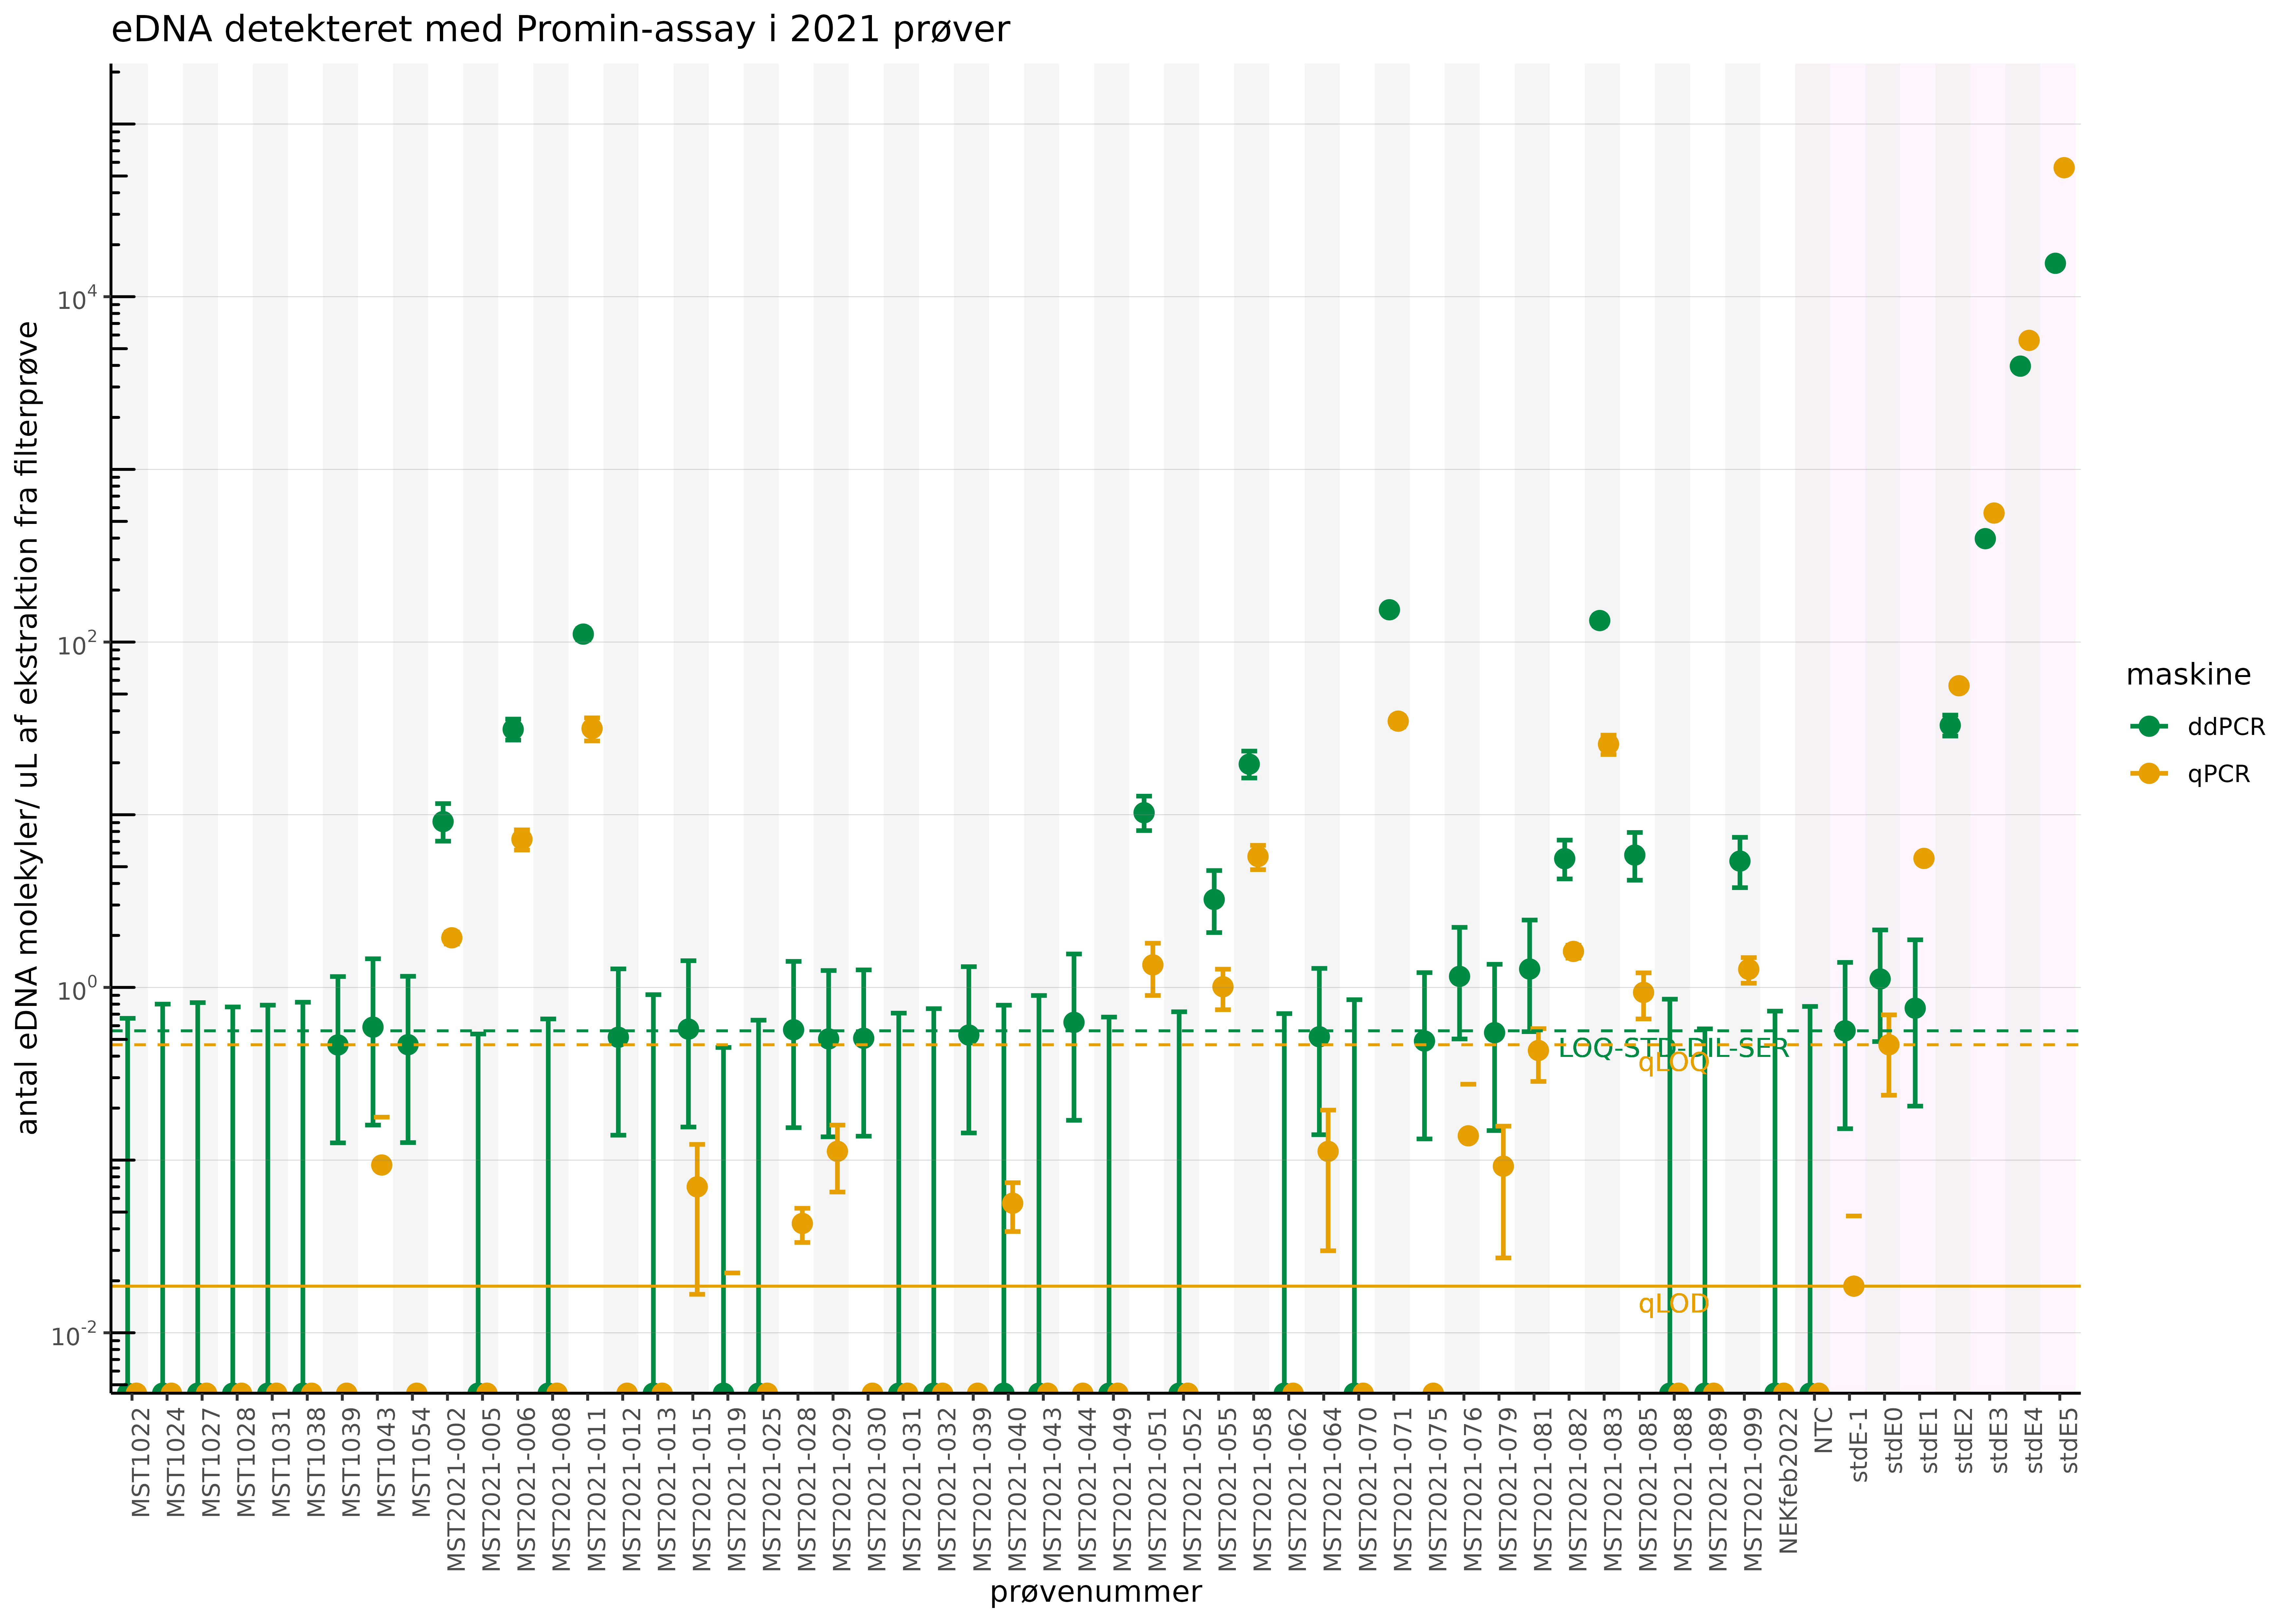 eDNA detekteret med Promin-assay i 2021 prøver
antal eDNA molekyler/ uL af ekstraktion fra filterprøve
10^4
10^2
10^0
10^-2
LOQ-STD-DIL-SER
qLOQ
qLOD
MST1022
MST1024
MST1027
MST1028
MST1031
MST1038
MST1039
MST1043
MST1054
MST2021-002
MST2021-005
MST2021-006
MST2021-008
MST2021-011
MST2021-012
MST2021-013
MST2021-015
MST2021-019
MST2021-025
MST2021-028
MST2021-029
MST2021-030
MST2021-031
MST2021-032
MST2021-039
MST2021-040
MST2021-043
MST2021-044
MST2021-049
MST2021-051
MST2021-052
MST2021-055
MST2021-058
MST2021-062
MST2021-064
MST2021-070
MST2021-071
MST2021-075
MST2021-076
MST2021-079
MST2021-081
MST2021-082
MST2021-083
MST2021-085
MST2021-088
MST2021-089
MST2021-099
NEKfeb2022
NTC
stdE-1
stdE0
stdE1
stdE2
stdE3
stdE4
stdE5
prøvenummer
maskine
ddPCR
qPCR